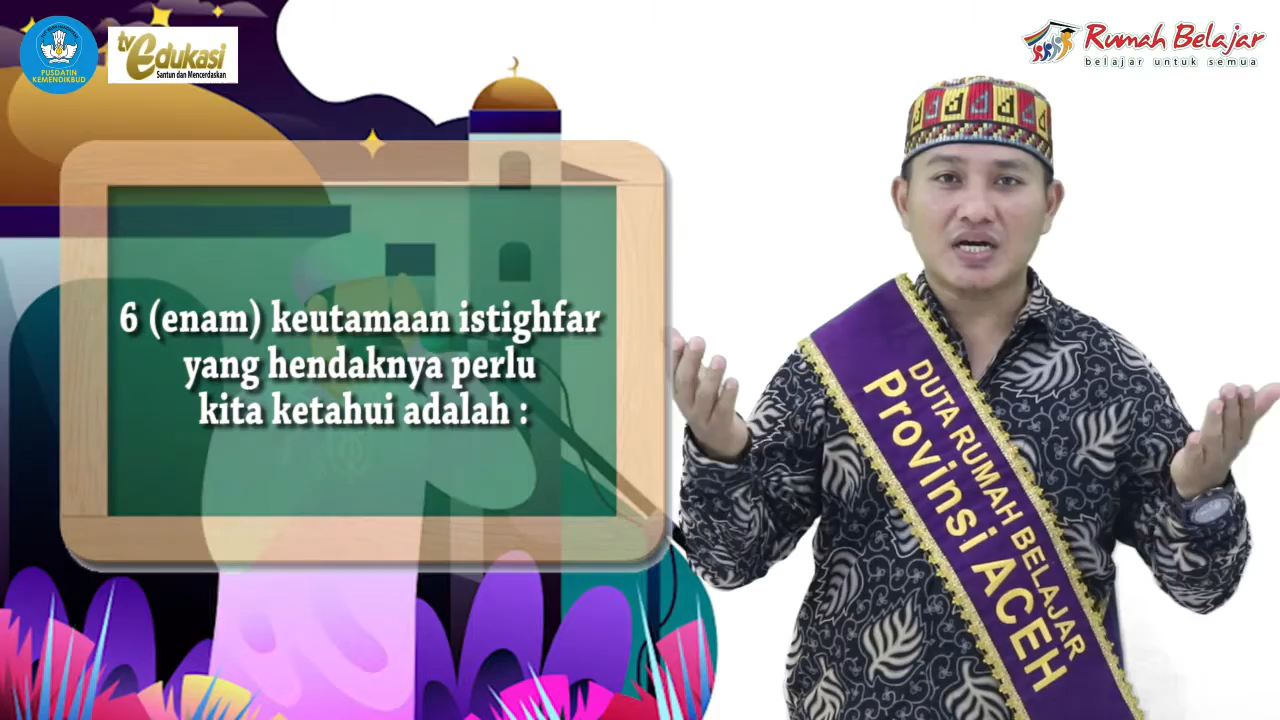 PUSDATIN
KEMENDIKBUD
tv edukasi
Santun dan Mencerdaskan
Rumah Belajar
belajar untuk semua
6 (enam) keutamaan istighfar
yang hendaknya perlu
kita ketahui adalah :
DUTA RUMAH BELAJAR
Provinsi ACEH